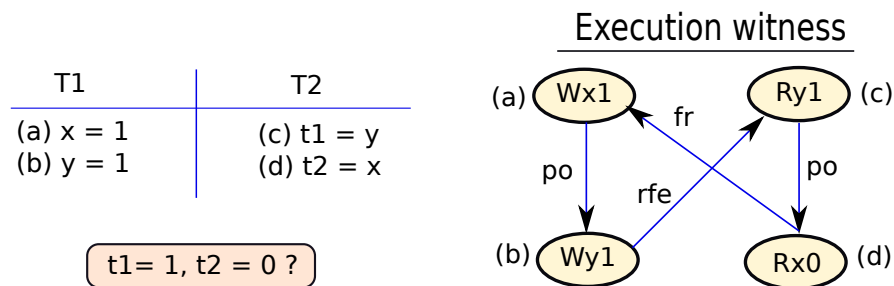 Execution witness
T1 T2
(a) x = 1 (c) t1 = y
(b) y = 1 (d) t2 = x
t1= 1, t2 = 0 ?
(a) Wx1 Ry1 (c)
fr
po rfe po
(b) Wy1 Rx0 (d)